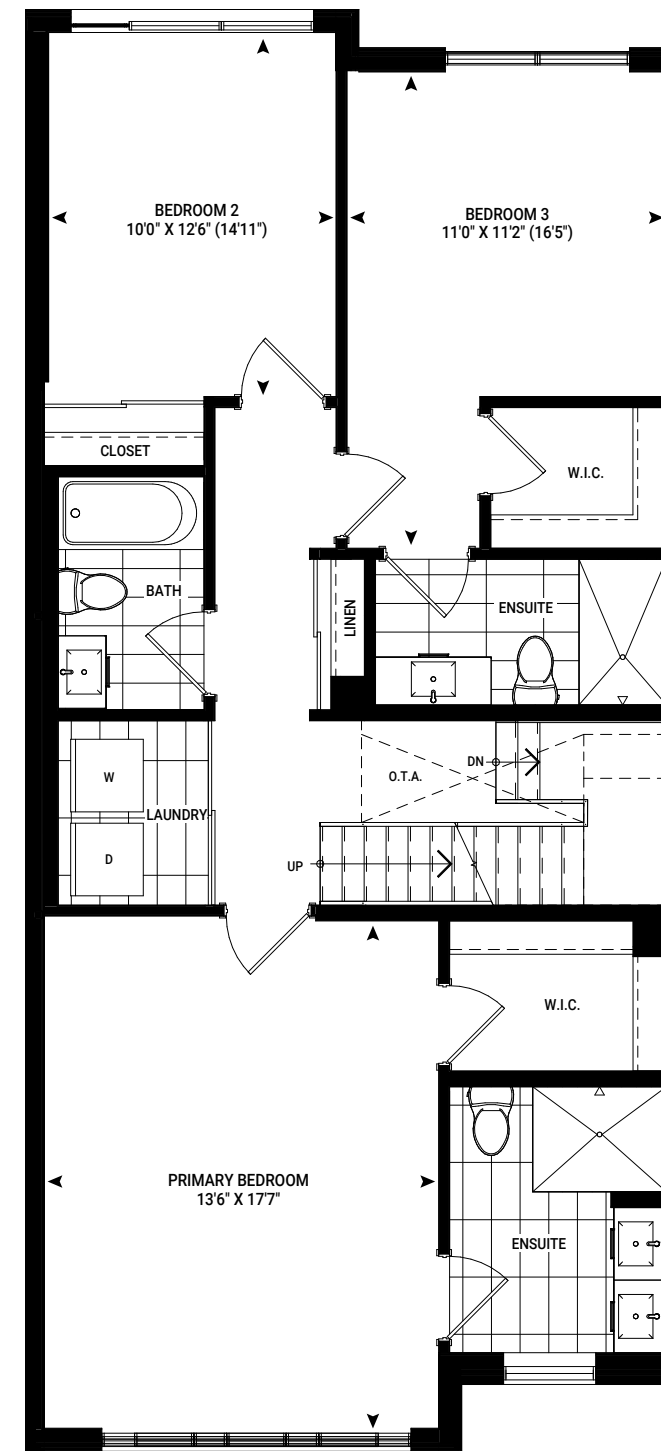 BEDROOM 2
10'0" X 12'6" (14'11")
BEDROOM 3
11'0" X 11'2" (16'5")
CLOSET
W.I.C.
BATH
LINEN
ENSUITE
W
LAUNDRY
D
O.T.A.
DN
UP
W.I.C.
PRIMARY BEDROOM
13'6" X 17'7"
ENSUITE